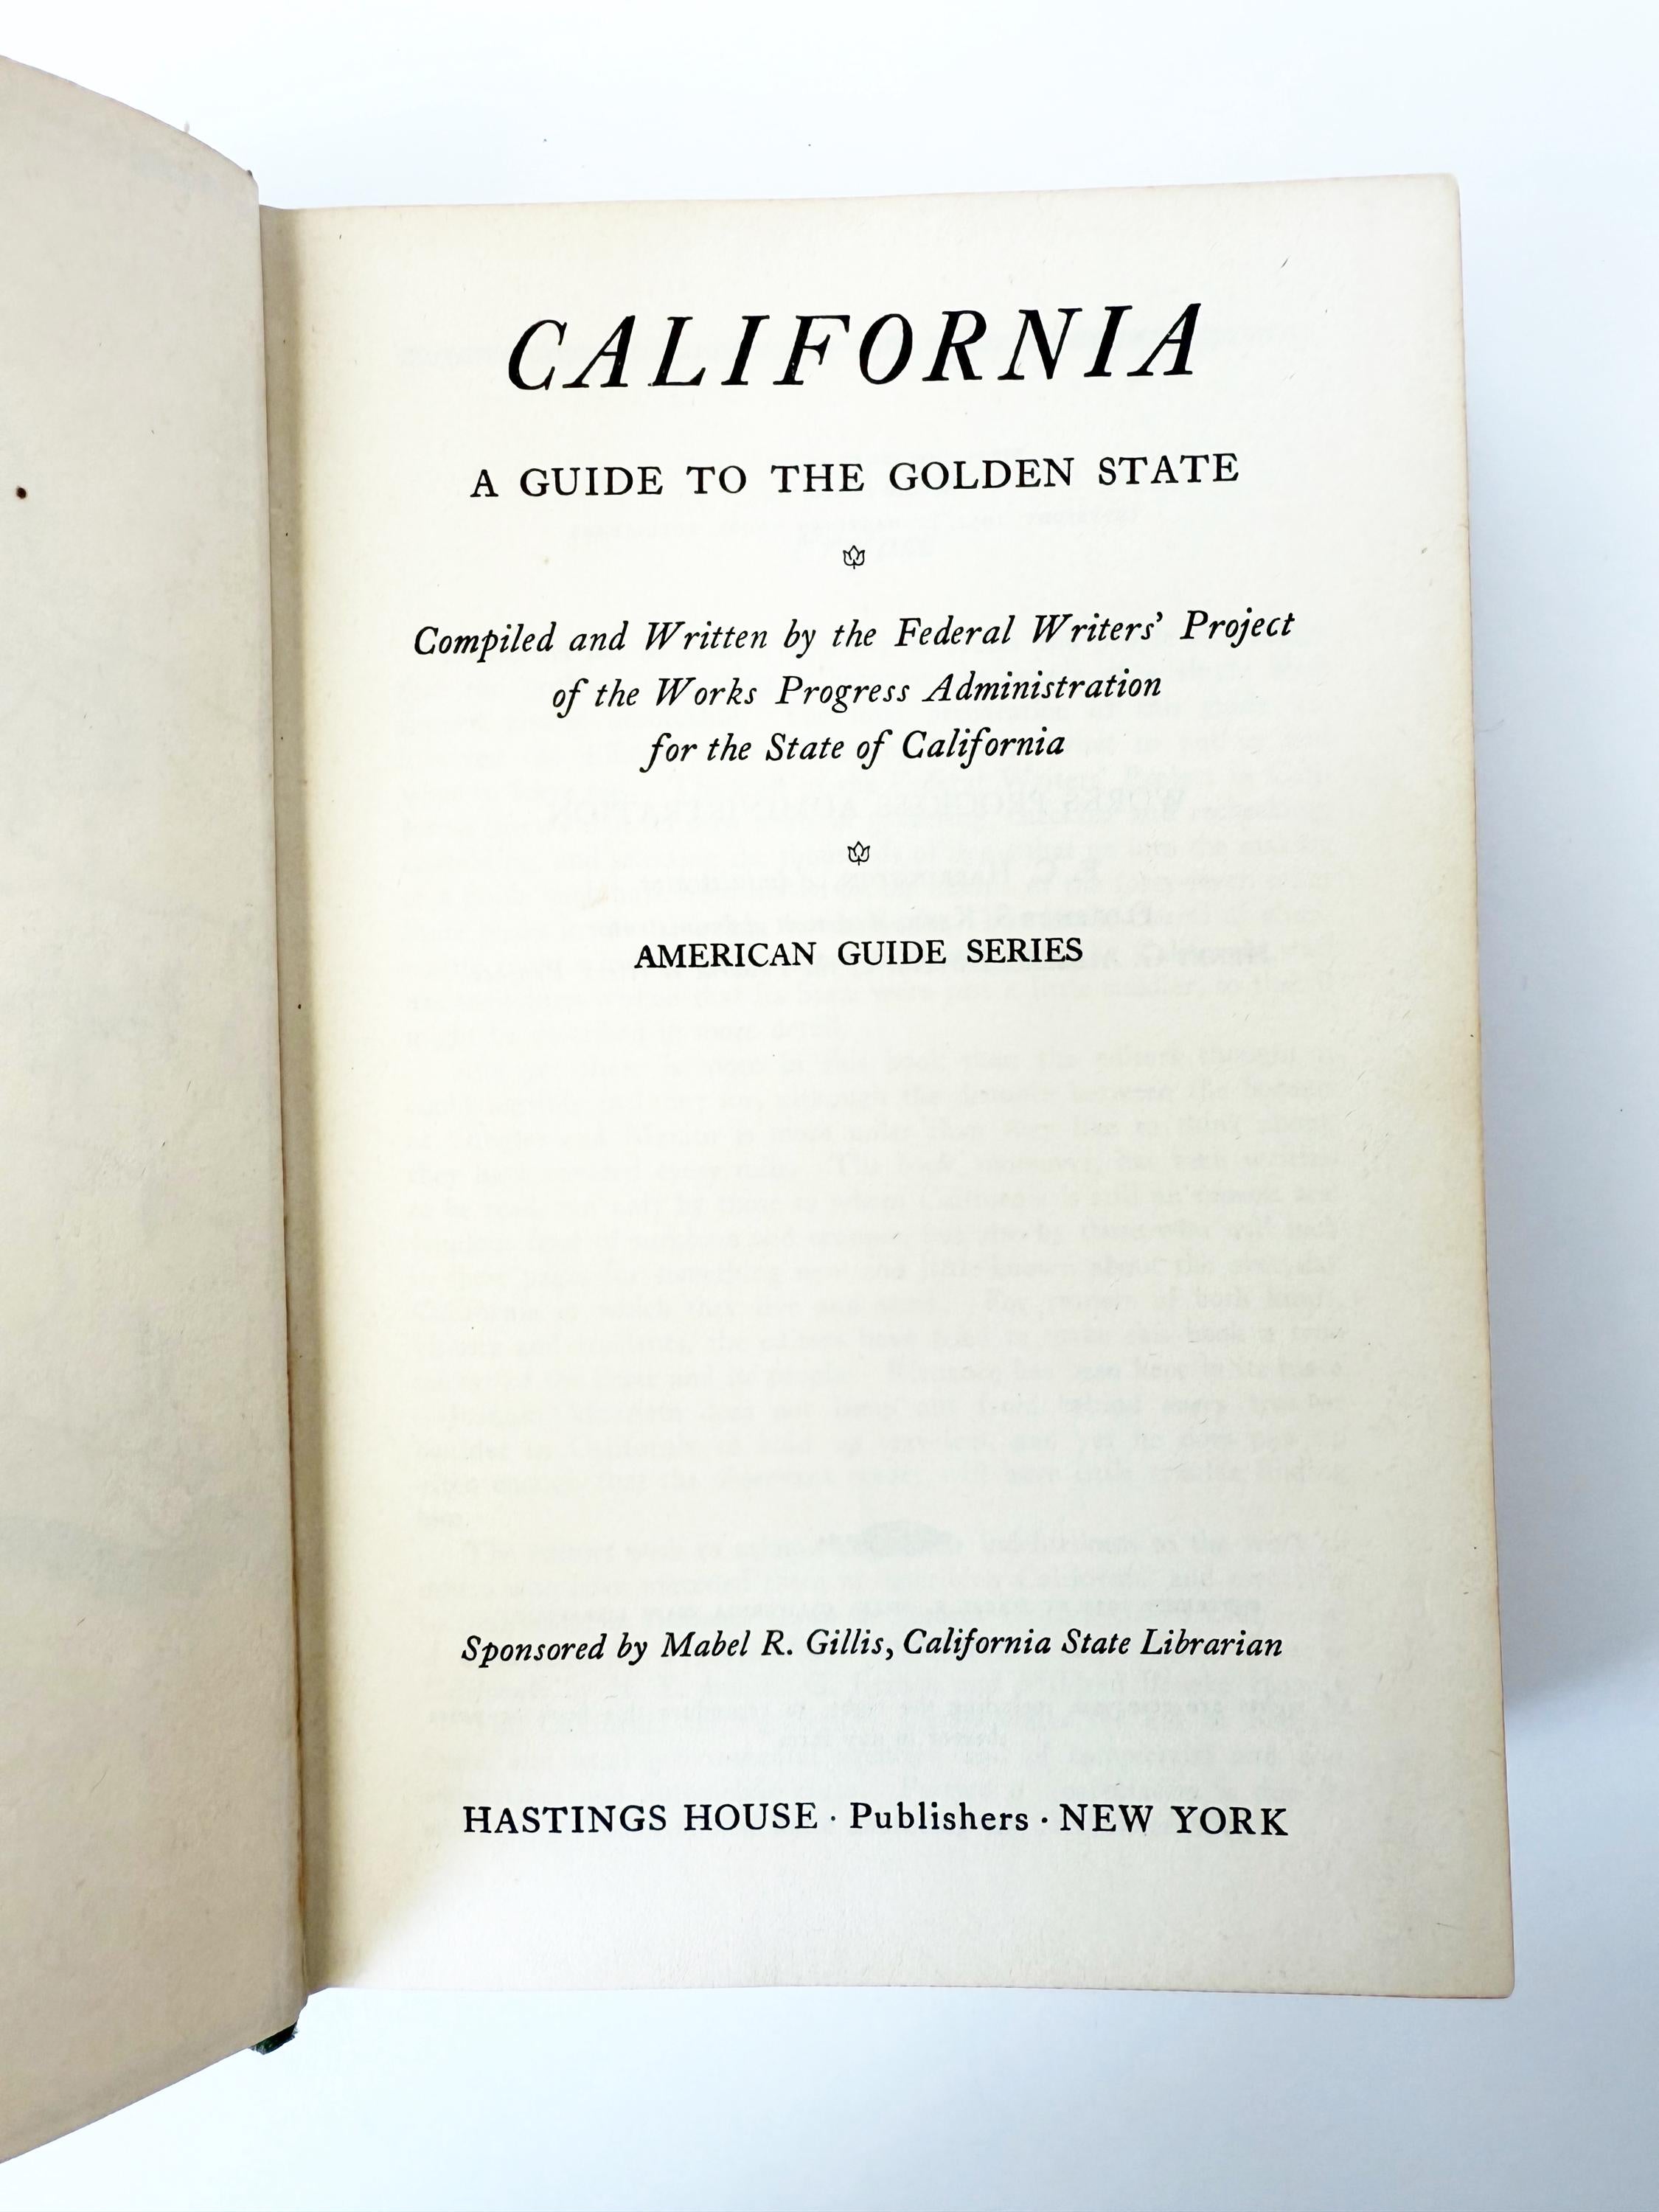 CALIFORNIA
A GUIDE TO THE GOLDEN STATE
Compiled and Written by the Federal Writers' Project
of the Works Progress Administration
for the State of California
AMERICAN GUIDE SERIES
Sponsored by Mabel R. Gillis, California State Librarian
HASTINGS HOUSE · Publishers · NEW YORK